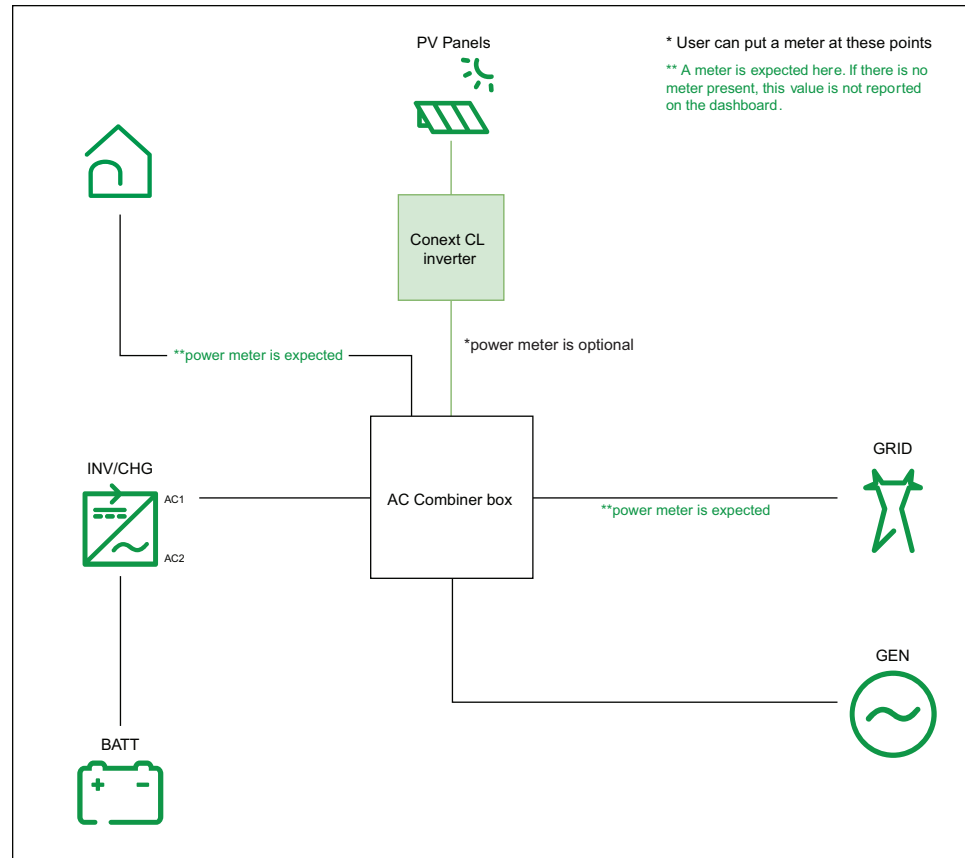 PV Panels
* User can put a meter at these points
** A meter is expected here. If there is no
meter present, this value is not reported
on the dashboard.
Conext CL
inverter
*power meter is optional
**power meter is expected
INV/CHG
AC1
AC2
AC Combiner box
GRID
**power meter is expected
GEN
BATT
+ -